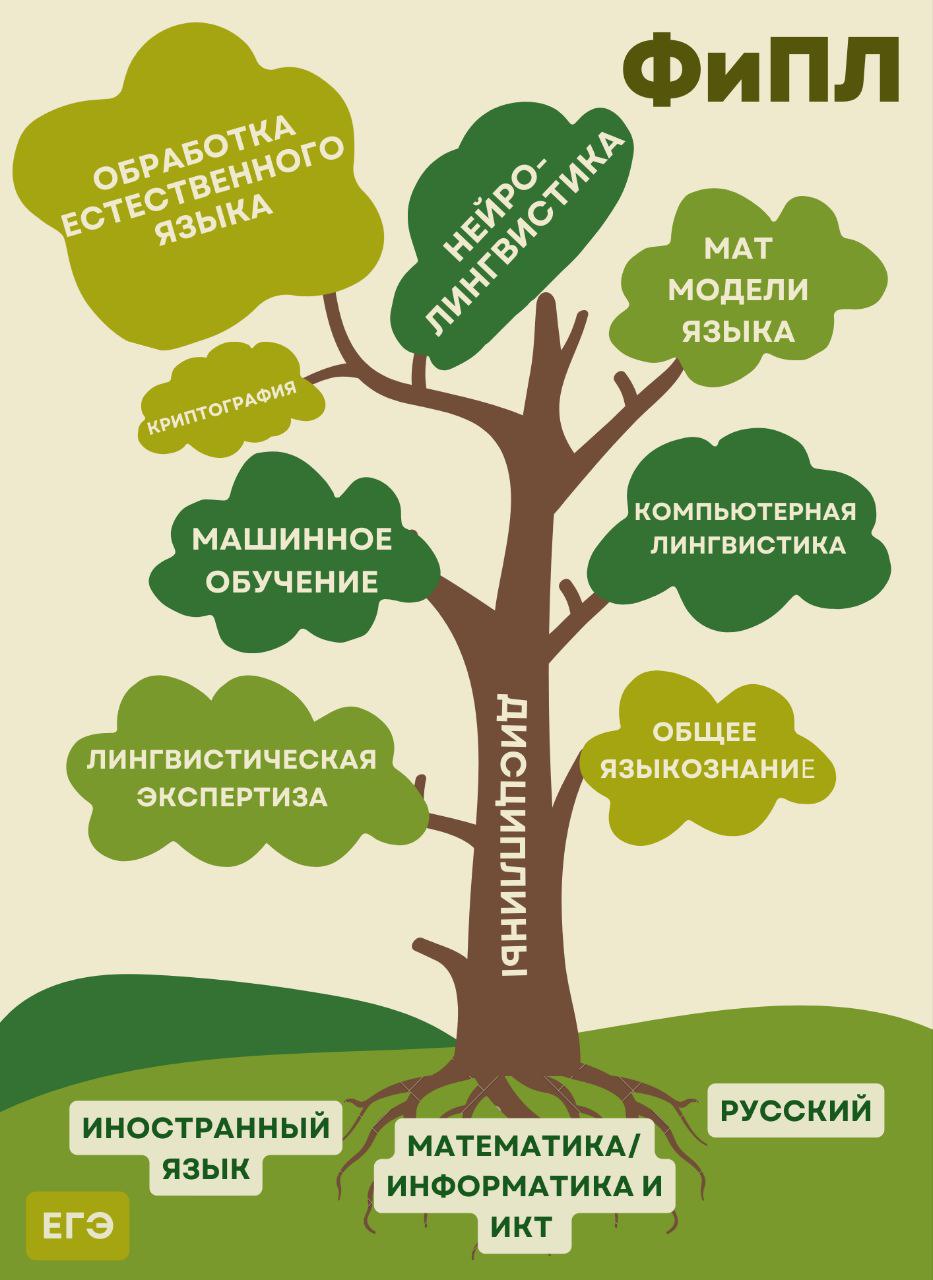 ФиПЛ
ОБРАБОТКА
ЕСТЕСТВЕННОГО
ЯЗЫКА
НЕЙРО-
ЛИНГВИСТИКА
МАТ
МОДЕЛИ
ЯЗЫКА
КРИПТОГРАФИЯ
МАШИННОЕ
ОБУЧЕНИЕ
КОМПЬЮТЕРНАЯ
ЛИНГВИСТИКА
ЛИНГВИСТИЧЕСКАЯ
ЭКСПЕРТИЗА
ОБЩЕЕ
ЯЗЫКОЗНАНИЕ
ДИСЦИПЛИНЫ
ИНОСТРАННЫЙ
ЯЗЫК
МАТЕМАТИКА/
ИНФОРМАТИКА И
ИКТ
РУССКИЙ
ЕГЭ